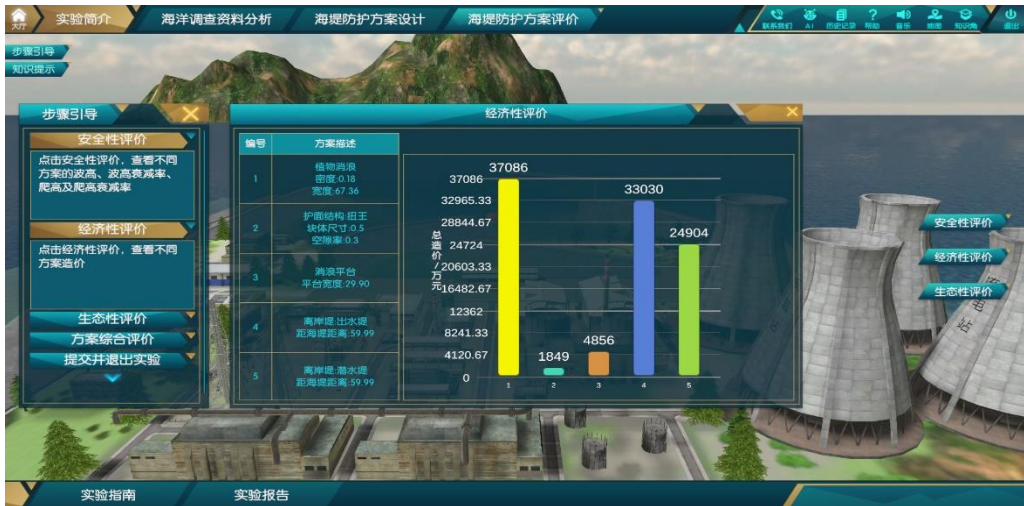 大厅
实验简介
海洋调查资料分析
海堤防护方案设计
海堤防护方案评价
联系我们
AI
历史记录
帮助
音乐
地图
知识角
退出
步骤引导
知识提示
步骤引导
安全性评价
点击安全性评价，查看不同
方案的波高、波高衰减率、
爬高及爬高衰减率
经济性评价
点击经济性评价，查看不同
方案造价
生态性评价
方案综合评价
提交并退出实验
经济性评价
编号
方案描述
1
植物消浪
密度:0.18
宽度:67.36
2
护面结构:扭王
块体尺寸:0.5
空隙率:0.3
3
消浪平台
平台宽度:29.90
4
离岸堤:出水堤
距海堤距离:59.99
5
离岸堤:潜水堤
距海堤距离:59.99
总造价/万元
37086
32965.33
28844.67
24724
20603.33
16482.67
12362
8241.33
4120.67
0
37086
1849
4856
33030
24904
1
2
3
4
5
安全性评价
经济性评价
生态性评价
实验指南
实验报告